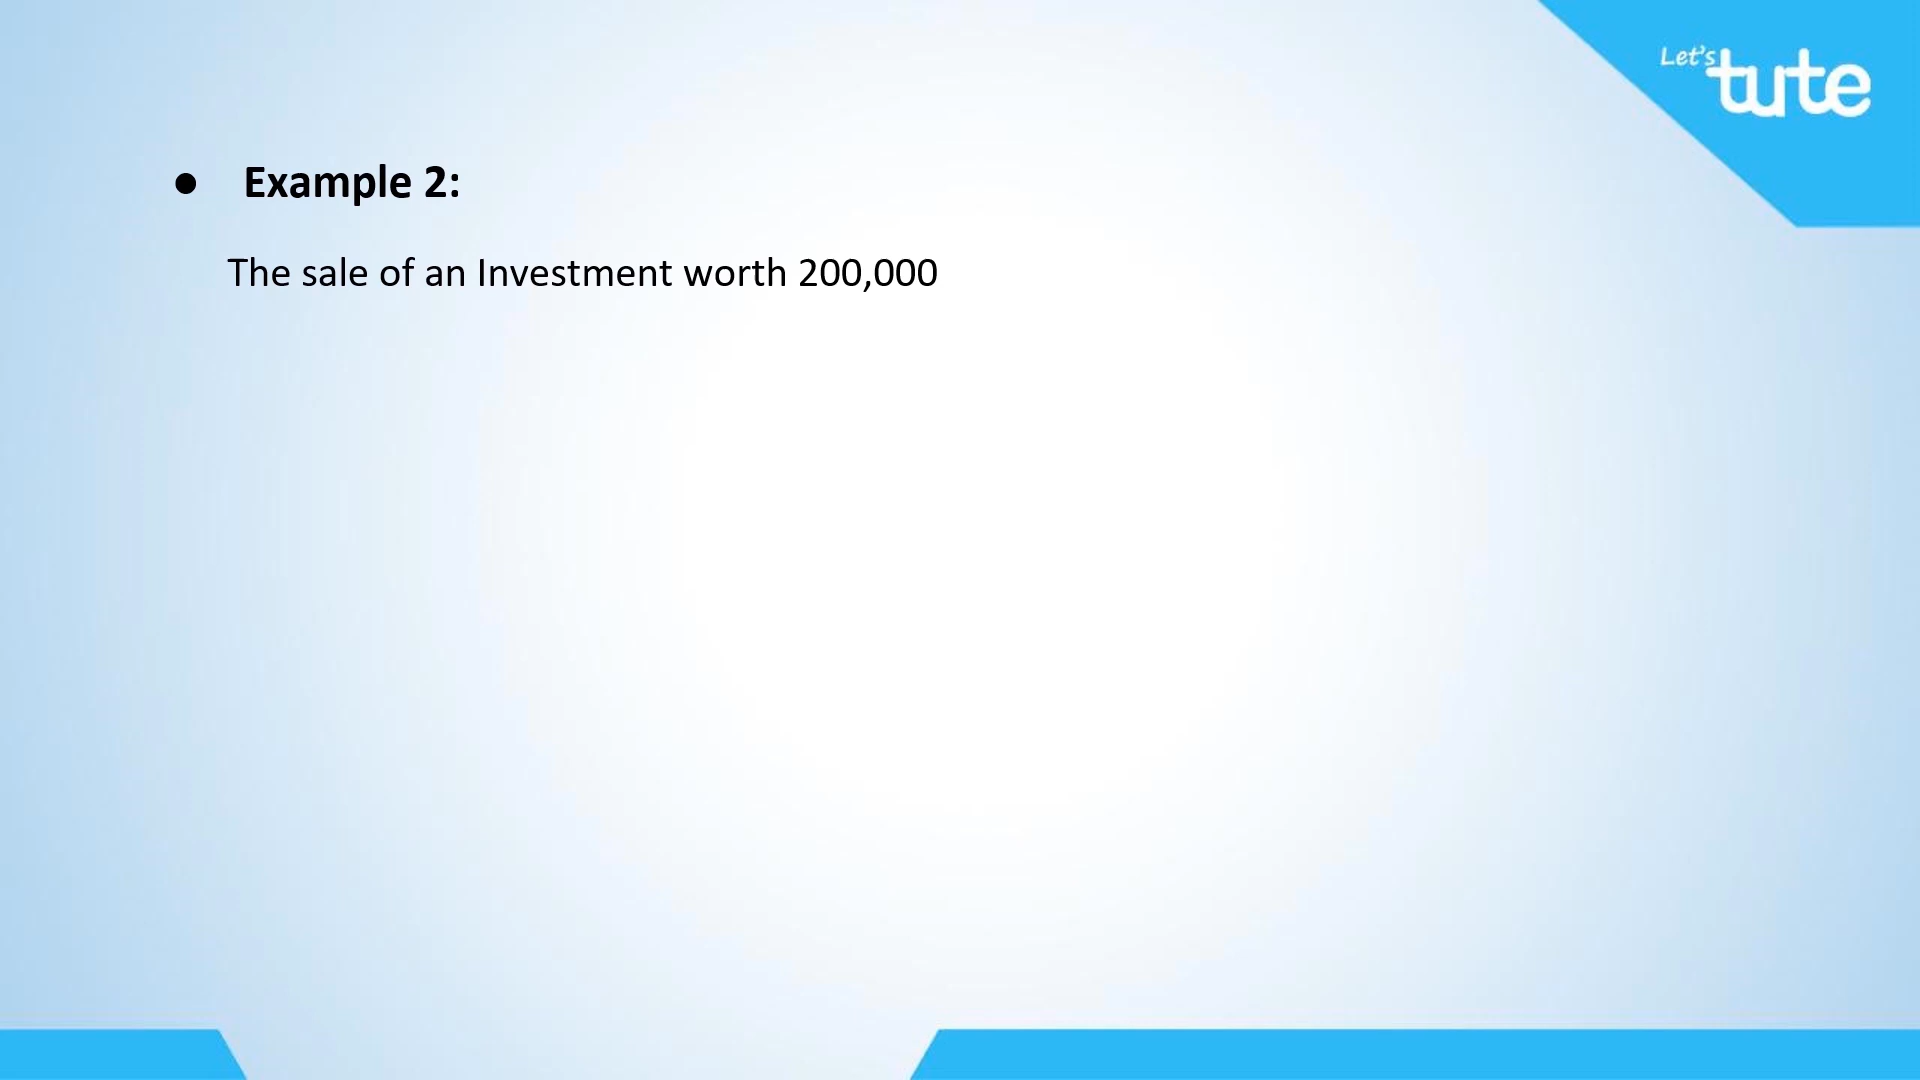 Let's
tute
● Example 2:
The sale of an Investment worth 200,000